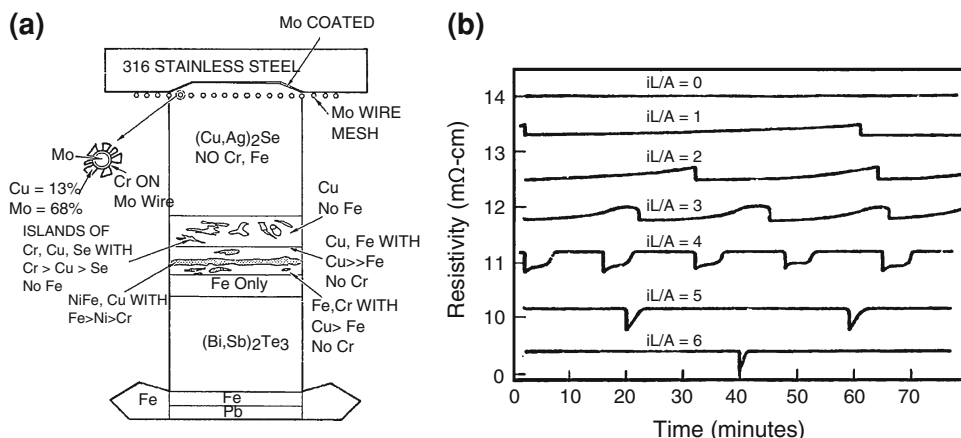 (a)
Mo COATED
316 STAINLESS STEEL
Mo WIRE
MESH
(Cu,Ag)2Se
NO Cr, Fe
Mo
Cu = 13%
Mo = 68%
Cr ON
Mo Wire
ISLANDS OF
Cr, Cu, Se WITH
Cr > Cu > Se
No Fe
Cu
No Fe
Cu, Fe WITH
Cu>>Fe
No Cr
NiFe, Cu WITH
Fe>Ni>Cr
Fe Only
Fe,Cr WITH
Cu> Fe
No Cr
(Bi,Sb)2Te3
Fe
Fe
Pb
Fe
(b)
Resistivity (mΩ-cm)
14
13
12
11
10
0
iL/A = 0
iL/A = 1
iL/A = 2
iL/A = 3
iL/A = 4
iL/A = 5
iL/A = 6
0 10 20 30 40 50 60 70
Time (minutes)